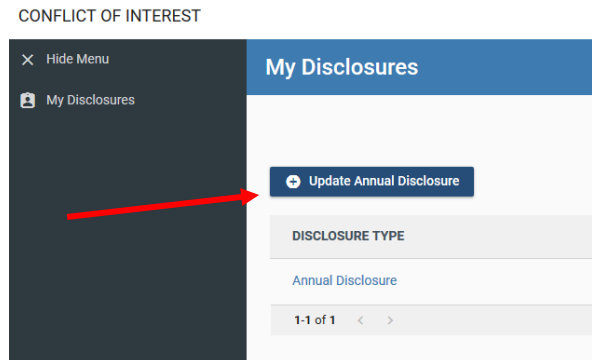 CONFLICT OF INTEREST
Hide Menu
My Disclosures
My Disclosures
Update Annual Disclosure
DISCLOSURE TYPE
Annual Disclosure
1-1 of 1